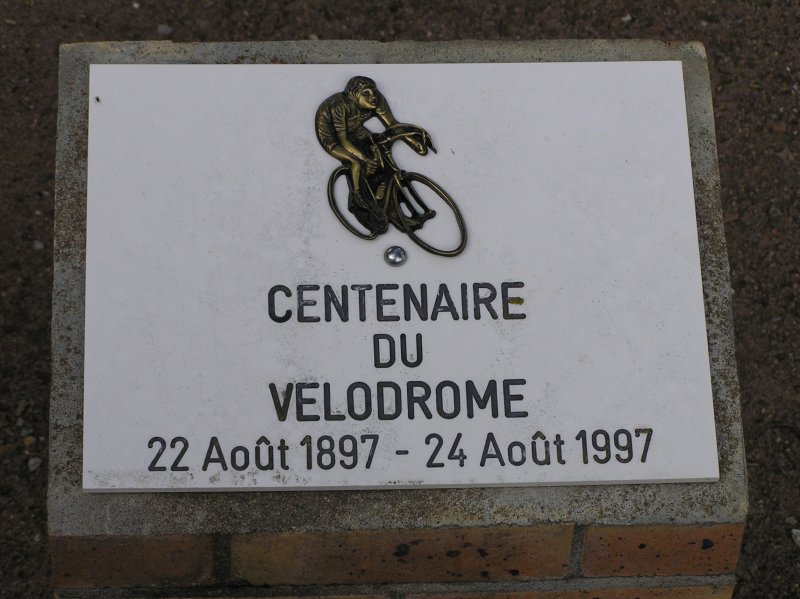 CENTENAIRE
DU
VELODROME
22 Août 1897 - 24 Août 1997